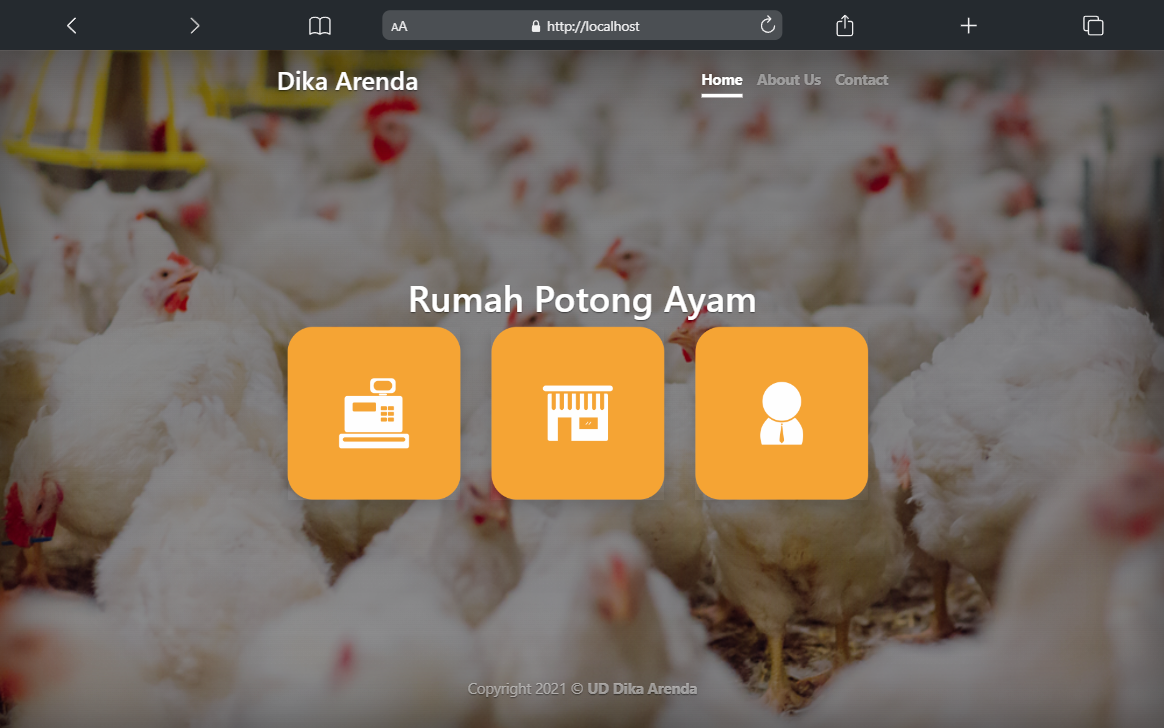 AA http://localhost
Dika Arenda
Home About Us Contact
Rumah Potong Ayam
Copyright 2021 © UD Dika Arenda